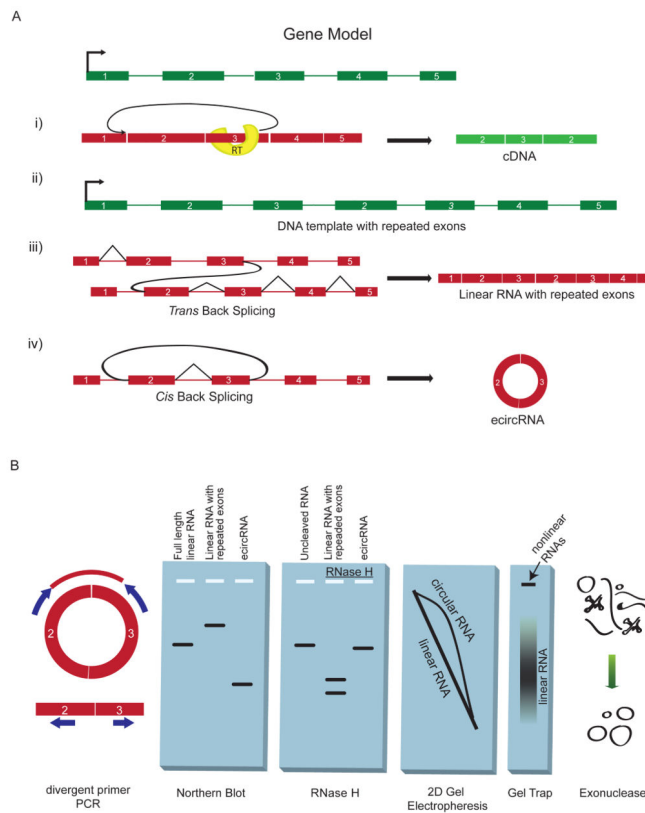 A
Gene Model
1 2 3 4 5
i)
1 2 3 4 5
RT
2 3 2
cDNA
ii)
1 2 3 2 3 4 5
DNA template with repeated exons
iii)
1 2 3 4 5
1 2 3 2 3 4
1 2 3 4 5
Linear RNA with repeated exons
Trans Back Splicing
iv)
1 2 3 4 5
2 3
Cis Back Splicing
ecircRNA
B
Full length
linear RNA
Linear RNA with
repeated exons
ecircRNA
Uncleaved RNA
Linear RNA with
repeaded exons
ecircRNA
RNase H
nonlinear
RNAs
circular RNA
linear RNA
linear RNA
2 3
2 3
divergent primer
PCR
Northern Blot
RNase H
2D Gel
Electropheresis
Gel Trap
Exonuclease